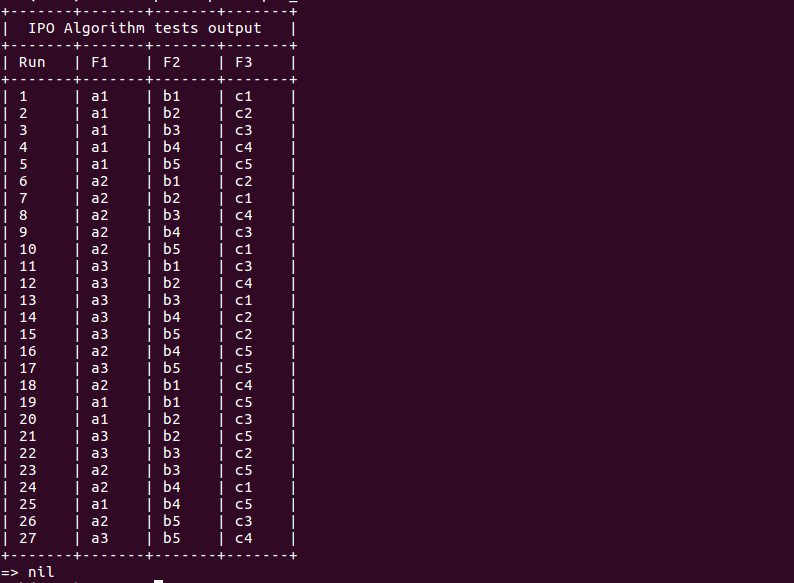 +-------+-------+-------+-------+
|  IPO Algorithm tests output   |
+-------+-------+-------+-------+
| Run   | F1    | F2    | F3    |
+-------+-------+-------+-------+
| 1     | a1    | b1    | c1    |
| 2     | a1    | b2    | c2    |
| 3     | a1    | b3    | c3    |
| 4     | a1    | b4    | c4    |
| 5     | a1    | b5    | c5    |
| 6     | a2    | b1    | c2    |
| 7     | a2    | b2    | c1    |
| 8     | a2    | b3    | c4    |
| 9     | a2    | b4    | c3    |
| 10    | a2    | b5    | c1    |
| 11    | a3    | b1    | c3    |
| 12    | a3    | b2    | c4    |
| 13    | a3    | b3    | c1    |
| 14    | a3    | b4    | c2    |
| 15    | a3    | b5    | c2    |
| 16    | a2    | b4    | c5    |
| 17    | a3    | b5    | c5    |
| 18    | a2    | b1    | c4    |
| 19    | a1    | b1    | c5    |
| 20    | a1    | b2    | c3    |
| 21    | a3    | b2    | c5    |
| 22    | a3    | b3    | c2    |
| 23    | a2    | b3    | c5    |
| 24    | a2    | b4    | c1    |
| 25    | a1    | b4    | c5    |
| 26    | a2    | b5    | c3    |
| 27    | a3    | b5    | c4    |
+-------+-------+-------+-------+
=> nil